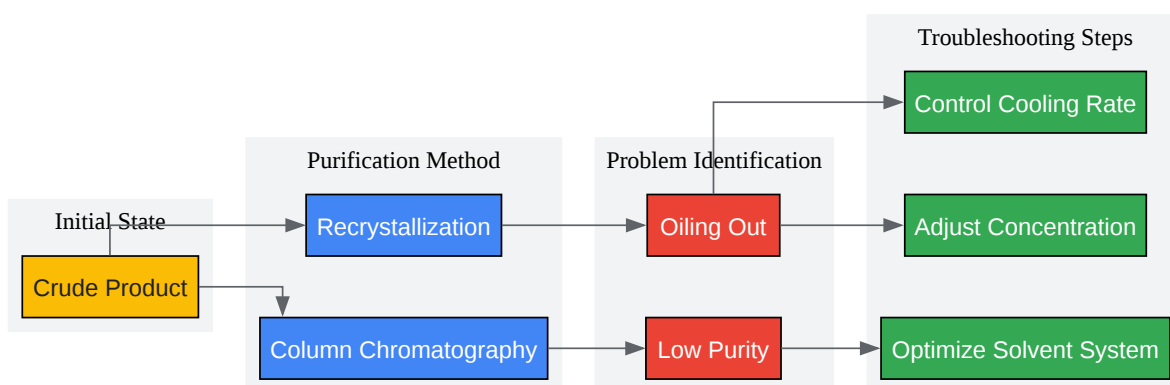 Initial State
Crude Product
Purification Method
Recrystallization
Column Chromatography
Problem Identification
Oiling Out
Low Purity
Troubleshooting Steps
Control Cooling Rate
Adjust Concentration
Optimize Solvent System